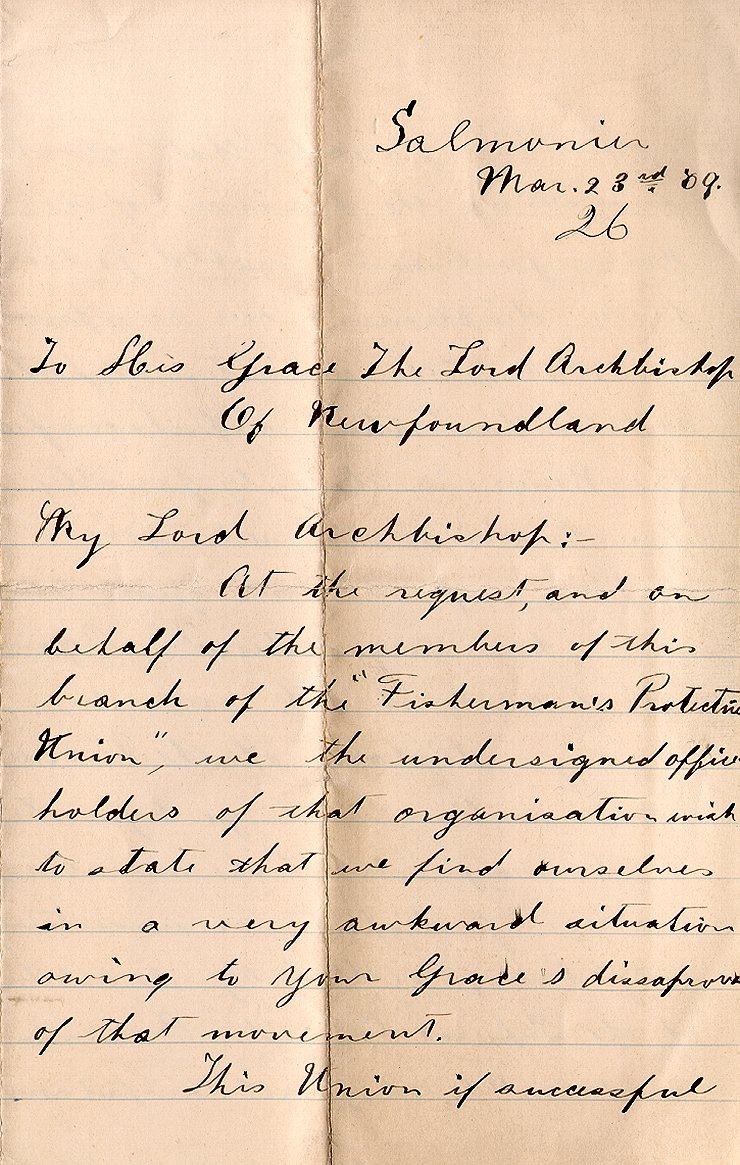 Salmonier
Mar. 23rd '09.
26
To His Grace The Lord Archbishop
Of Newfoundland
My Lord Archbishop:-
At the request, and on
behalf of the members of this
branch of the "Fisherman's Protective
Union", we the undersigned office
holders of that organisation wish
to state that we find ourselves
in a very awkward situation
owing to Your Grace's dissaprova
of that movement.
This Union if successful